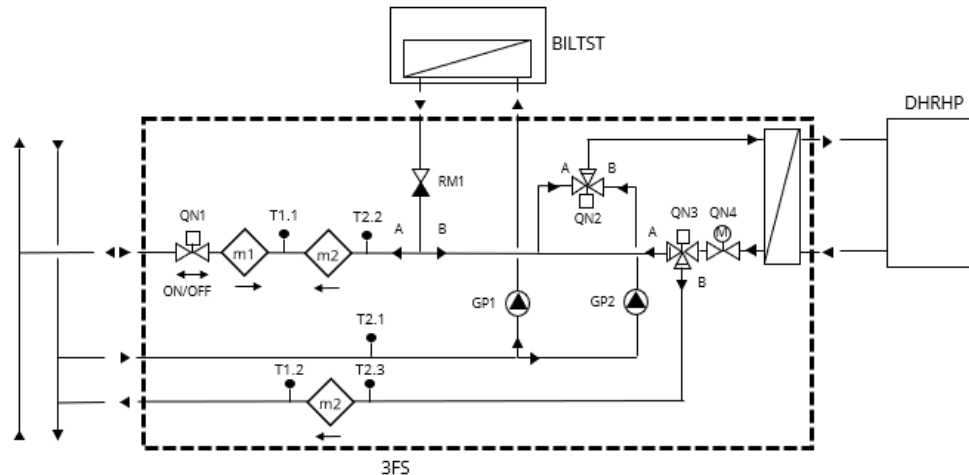 BILTST
DHRHP
A
B
RM1
QN2
QN1
T1.1
T2.2
A
B
A
QN3
QN4
M
m1
m2
B
ON/OFF
GP1
GP2
T2.1
T1.2
T2.3
m2
3FS